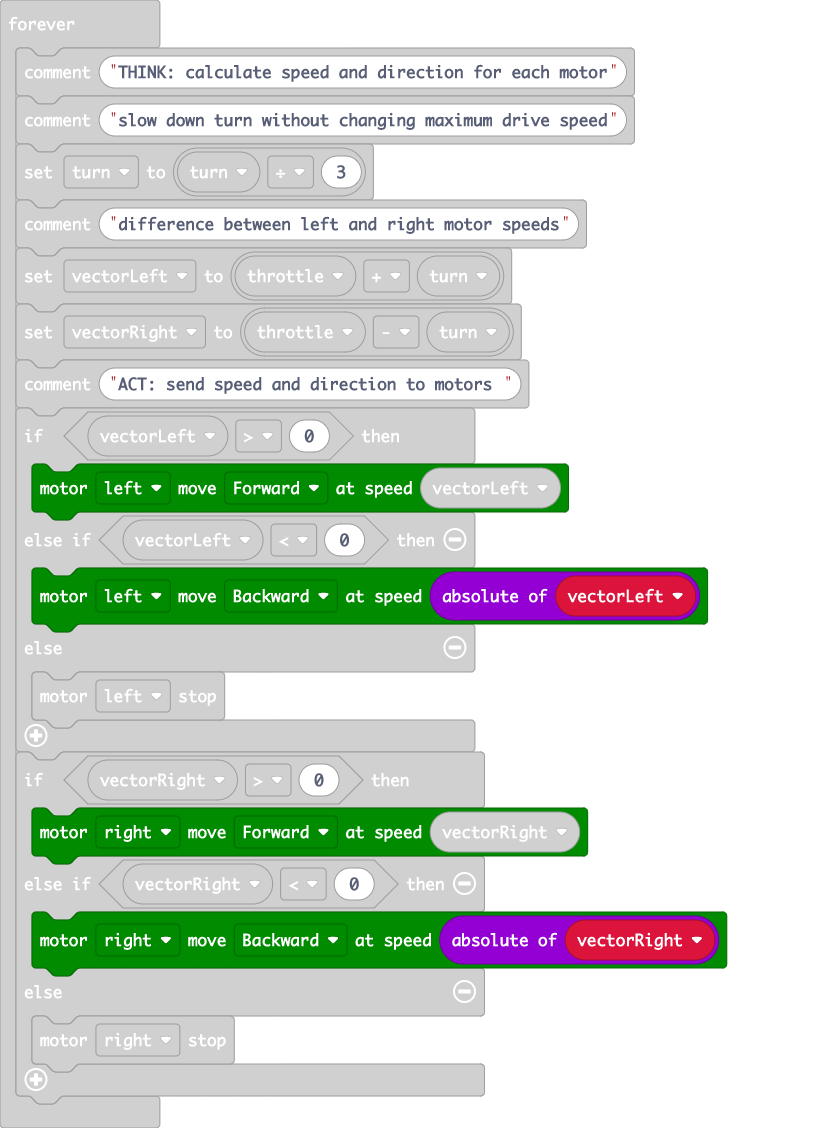 forever
comment "THINK: calculate speed and direction for each motor"
comment "slow down turn without changing maximum drive speed"
set turn to turn ÷ 3
comment "difference between left and right motor speeds"
set vectorLeft to throttle + turn
set vectorRight to throttle - turn
comment "ACT: send speed and direction to motors "
if vectorLeft > 0 then
motor left move Forward at speed vectorLeft
else if vectorLeft < 0 then
motor left move Backward at speed absolute of vectorLeft
else
motor left stop
if vectorRight > 0 then
motor right move Forward at speed vectorRight
else if vectorRight < 0 then
motor right move Backward at speed absolute of vectorRight
else
motor right stop